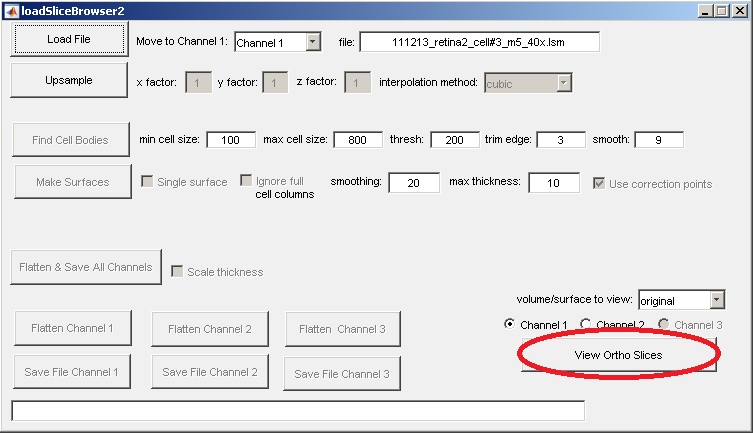 loadSliceBrowser2
Load File Move to Channel 1: Channel 1 file: 111213_retina2_cell#3_m5_40x.lsm
Upsample x factor: 1 y factor: 1 z factor: 1 interpolation method: cubic
Find Cell Bodies min cell size: 100 max cell size: 800 thresh: 200 trim edge: 3 smooth: 9
Make Surfaces Single surface Ignore full cell columns smoothing: 20 max thickness: 10 Use correction points
Flatten & Save All Channels Scale thickness
volume/surface to view: original
Channel 1 Channel 2 Channel 3
Flatten Channel 1 Flatten Channel 2 Flatten Channel 3
View Ortho Slices
Save File Channel 1 Save File Channel 2 Save File Channel 3